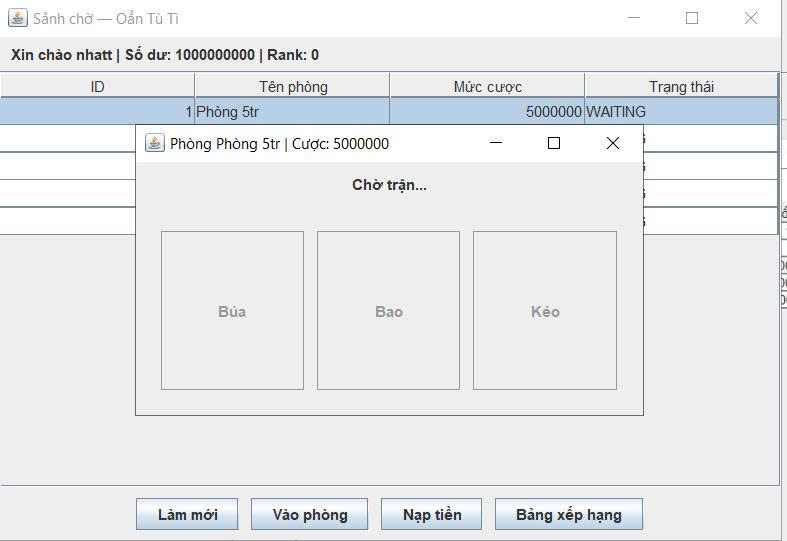 Sảnh chờ — Oẳn Tù Tì
Xin chào nhatt | Số dư: 1000000000 | Rank: 0
ID Tên phòng Mức cược Trạng thái
1 Phòng 5tr 5000000 WAITING
Phòng Phòng 5tr | Cược: 5000000
Chờ trận...
Búa Bao Kéo
Làm mới Vào phòng Nạp tiền Bảng xếp hạng